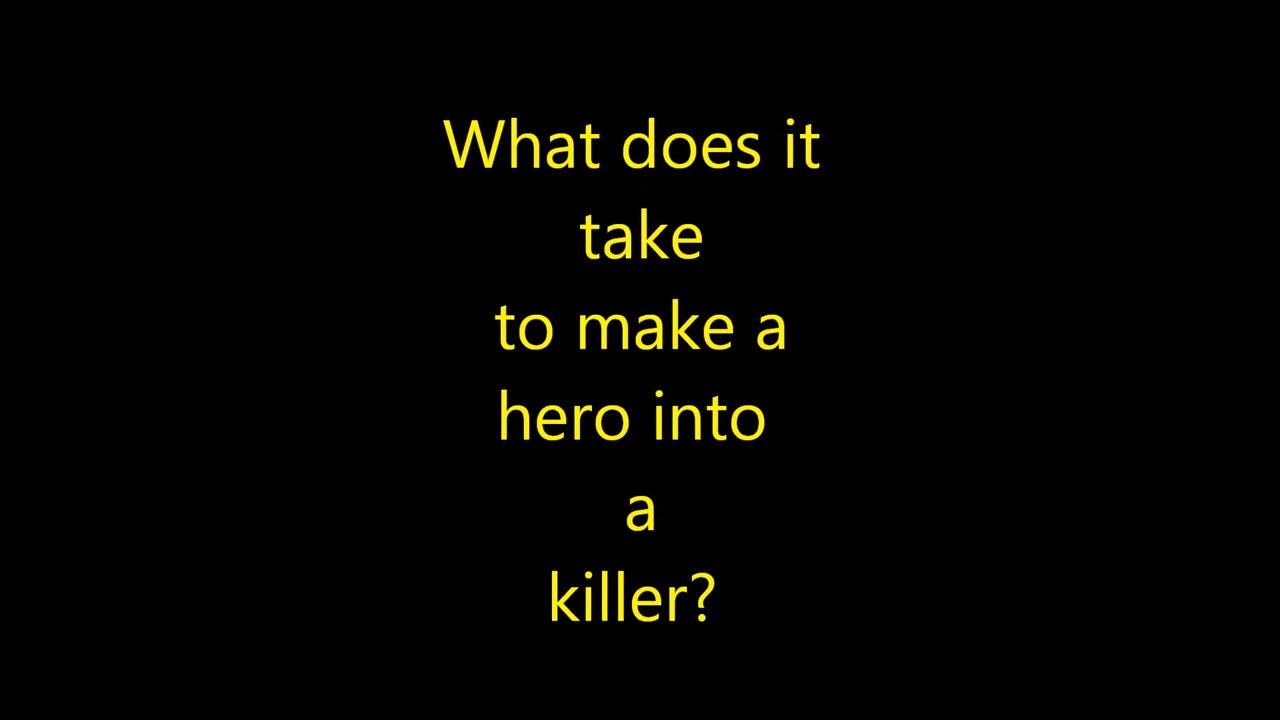 What does it
take
to make a
hero into
a
killer?